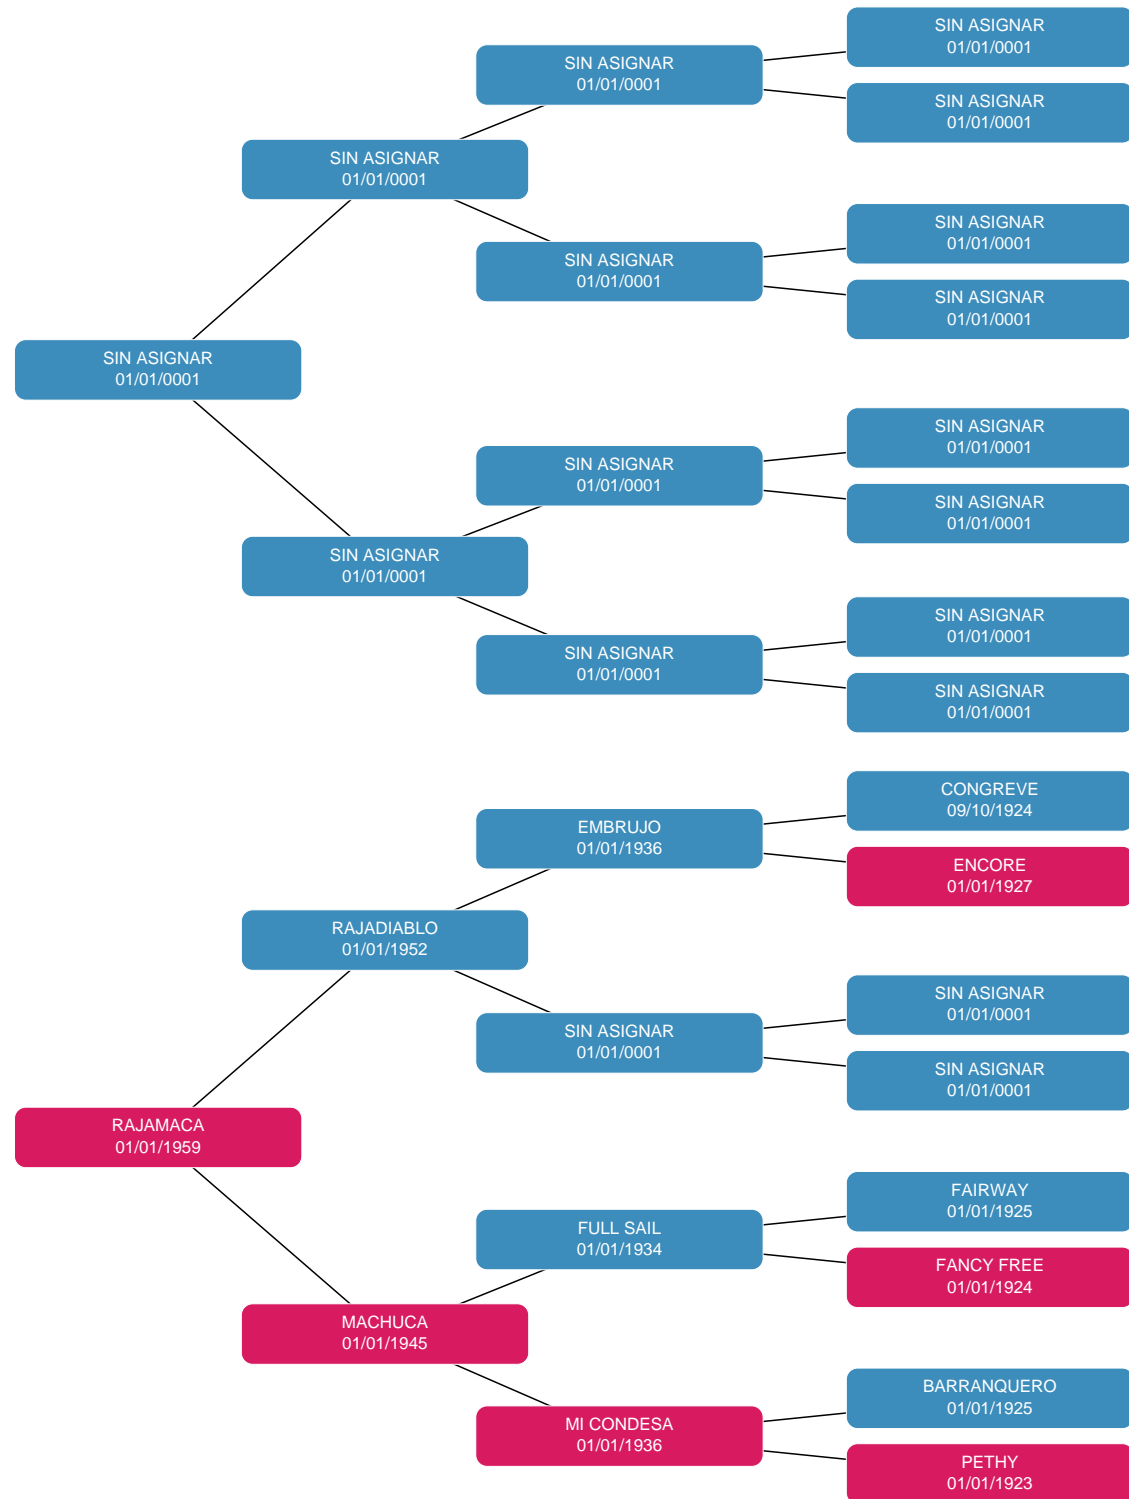 SIN ASIGNAR
01/01/0001
SIN ASIGNAR
01/01/0001
SIN ASIGNAR
01/01/0001
SIN ASIGNAR
01/01/0001
SIN ASIGNAR
01/01/0001
SIN ASIGNAR
01/01/0001
SIN ASIGNAR
01/01/0001
SIN ASIGNAR
01/01/0001
SIN ASIGNAR
01/01/0001
SIN ASIGNAR
01/01/0001
SIN ASIGNAR
01/01/0001
SIN ASIGNAR
01/01/0001
SIN ASIGNAR
01/01/0001
SIN ASIGNAR
01/01/0001
SIN ASIGNAR
01/01/0001
CONGREVE
09/10/1924
EMBRUJO
01/01/1936
ENCORE
01/01/1927
RAJADIABLO
01/01/1952
SIN ASIGNAR
01/01/0001
SIN ASIGNAR
01/01/0001
SIN ASIGNAR
01/01/0001
RAJAMACA
01/01/1959
FAIRWAY
01/01/1925
FULL SAIL
01/01/1934
FANCY FREE
01/01/1924
MACHUCA
01/01/1945
BARRANQUERO
01/01/1925
MI CONDESA
01/01/1936
PETHY
01/01/1923